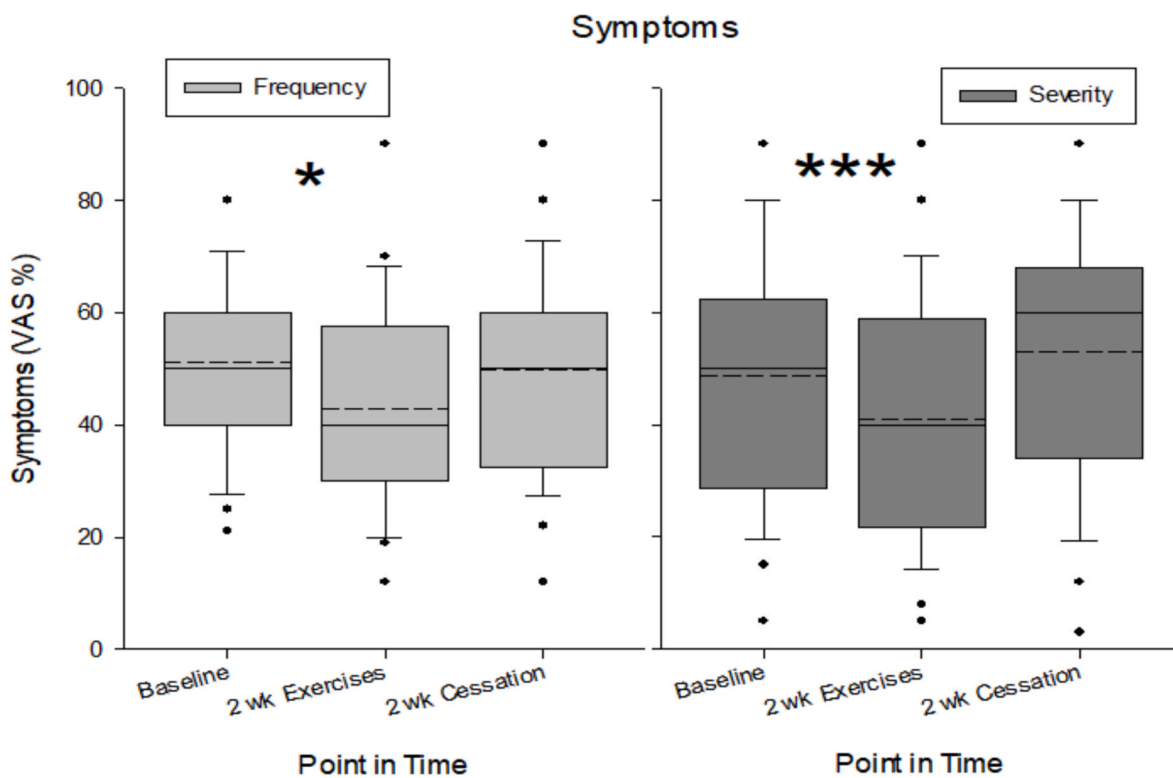 Symptoms
Frequency
Severity
*
***
Symptoms (VAS %)
100
80
60
40
20
0
Baseline
2 wk Exercises
2 wk Cessation
Baseline
2 wk Exercises
2 wk Cessation
Point in Time
Point in Time